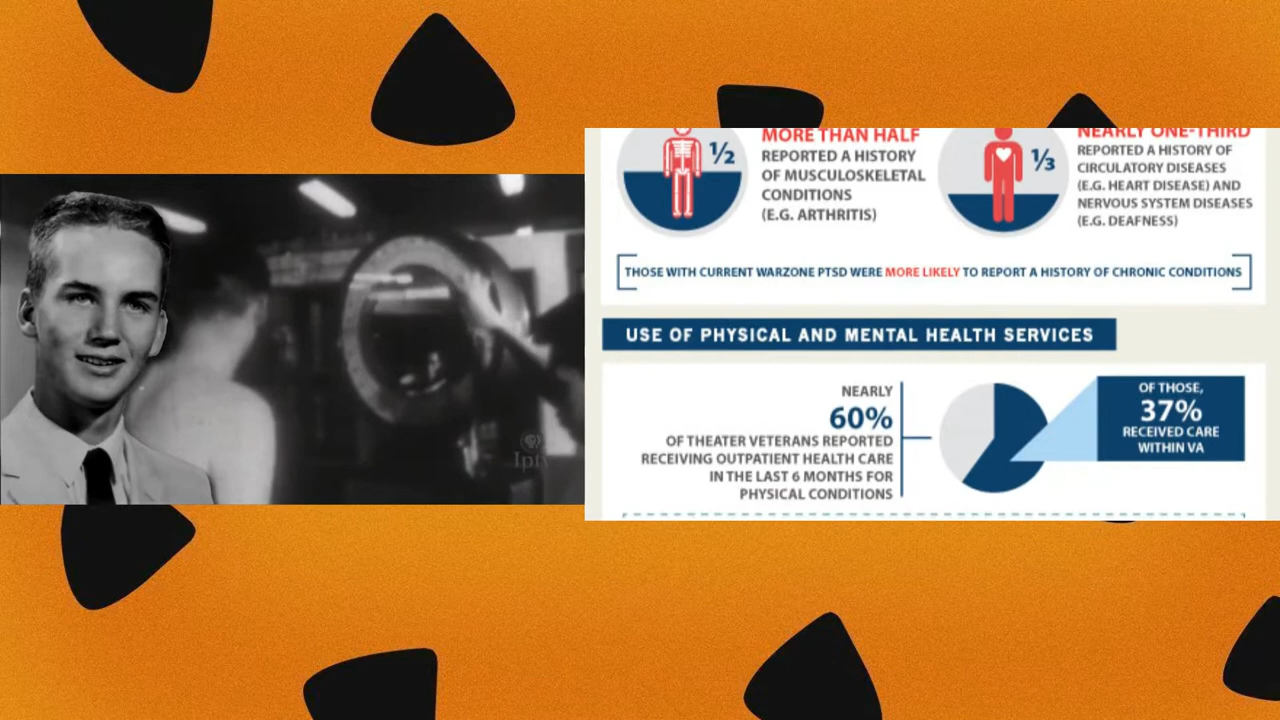 Iptv
1/2
MORE THAN HALF
REPORTED A HISTORY
OF MUSCULOSKELETAL
CONDITIONS
(E.G. ARTHRITIS)
1/3
NEARLY ONE-THIRD
REPORTED A HISTORY OF
CIRCULATORY DISEASES
(E.G. HEART DISEASE) AND
NERVOUS SYSTEM DISEASES
(E.G. DEAFNESS)
THOSE WITH CURRENT WARZONE PTSD WERE MORE LIKELY TO REPORT A HISTORY OF CHRONIC CONDITIONS
USE OF PHYSICAL AND MENTAL HEALTH SERVICES
NEARLY
60%
OF THEATER VETERANS REPORTED
RECEIVING OUTPATIENT HEALTH CARE
IN THE LAST 6 MONTHS FOR
PHYSICAL CONDITIONS
OF THOSE,
37%
RECEIVED CARE
WITHIN VA